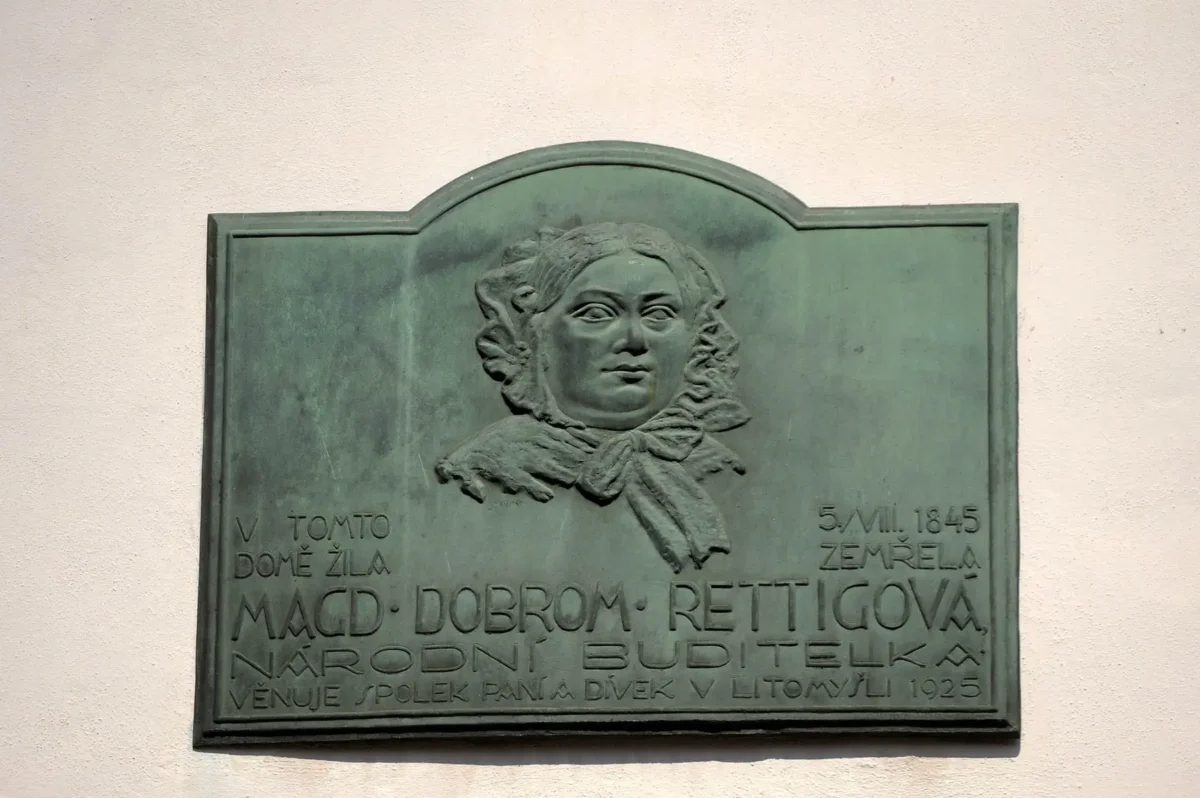 V TOMTO
DOMĚ ŽILA
5./VIII. 1845
ZEMŘELA
MAGD · DOBROM · RETTIGOVÁ,
NÁRODNÍ BUDITELKA·
VĚNUJE SPOLEK PANÍ A DÍVEK V LITOMYŠLI 1925